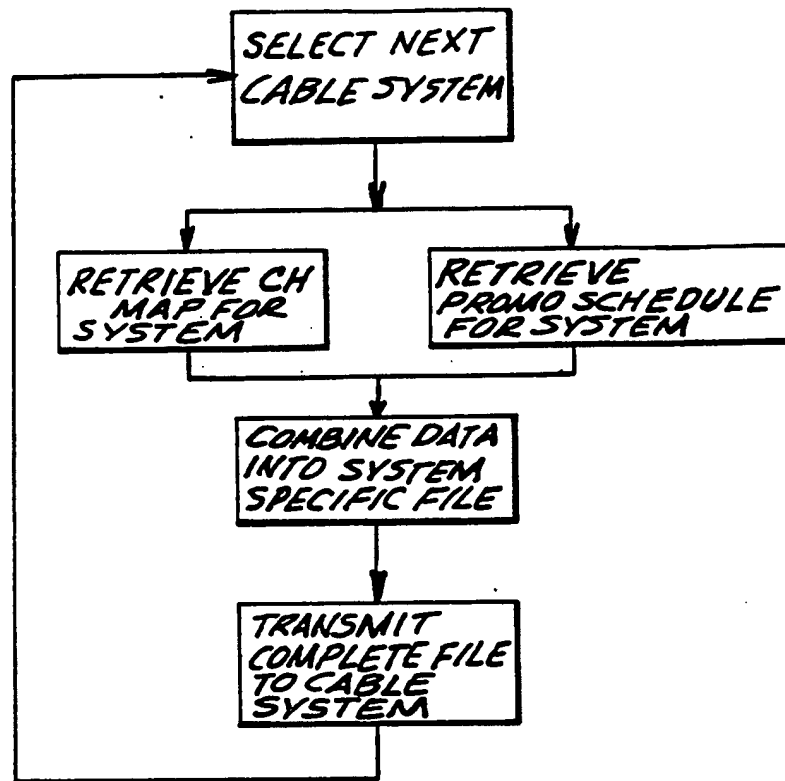 SELECT NEXT
CABLE SYSTEM
RETRIEVE CH
MAP FOR
SYSTEM
RETRIEVE
PROMO SCHEDULE
FOR SYSTEM
COMBINE DATA
INTO SYSTEM
SPECIFIC FILE
TRANSMIT
COMPLETE FILE
TO CABLE
SYSTEM